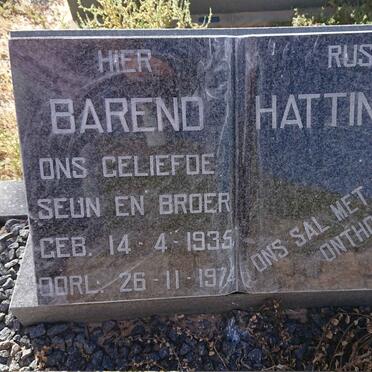 HIER RUS
BAREND HATTIN
ONS GELIEFDE
SEUN EN BROER
GEB. 14-4-1935
OORL. 26-11-1974
ONS SAL MET
ONTHO